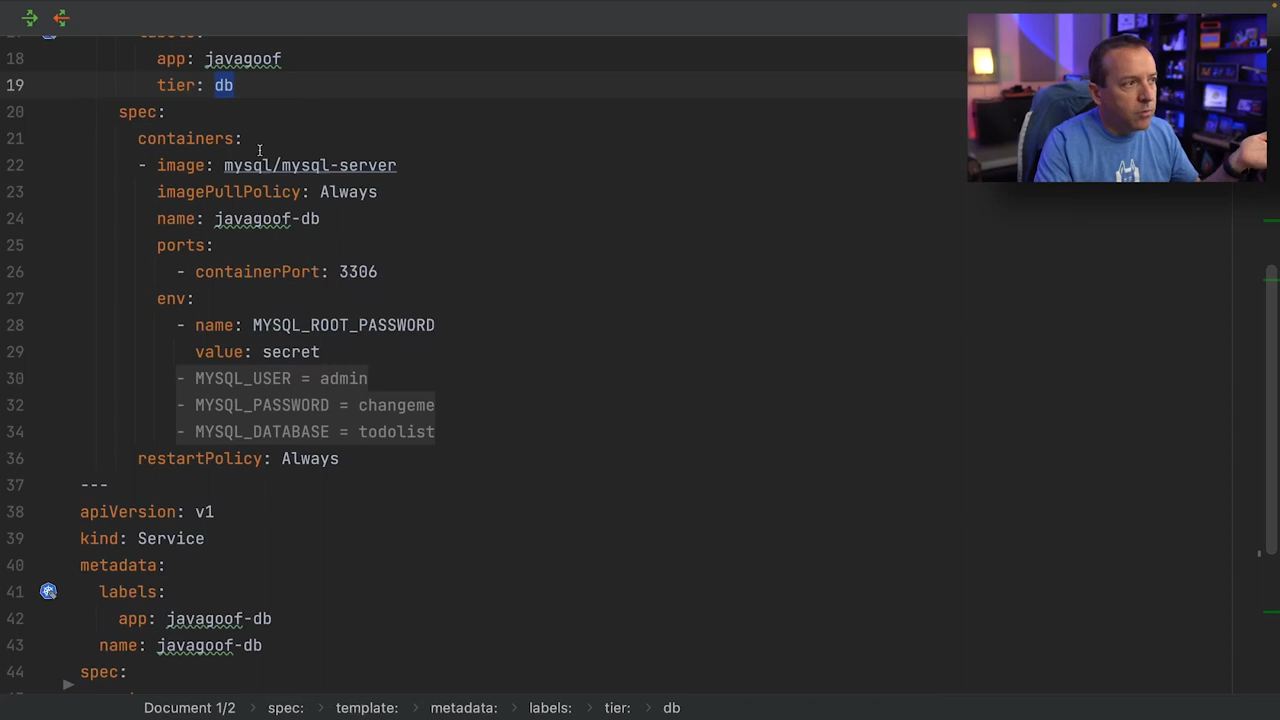 18 app: javagoof
19 tier: db
20 spec:
21 containers:
22 - image: mysql/mysql-server
23 imagePullPolicy: Always
24 name: javagoof-db
25 ports:
26 - containerPort: 3306
27 env:
28 - name: MYSQL_ROOT_PASSWORD
29 value: secret
30 - MYSQL_USER = admin
32 - MYSQL_PASSWORD = changeme
34 - MYSQL_DATABASE = todolist
36 restartPolicy: Always
37 ---
38 apiVersion: v1
39 kind: Service
40 metadata:
41 labels:
42 app: javagoof-db
43 name: javagoof-db
44 spec:
Document 1/2 > spec: > template: > metadata: > labels: > tier: > db